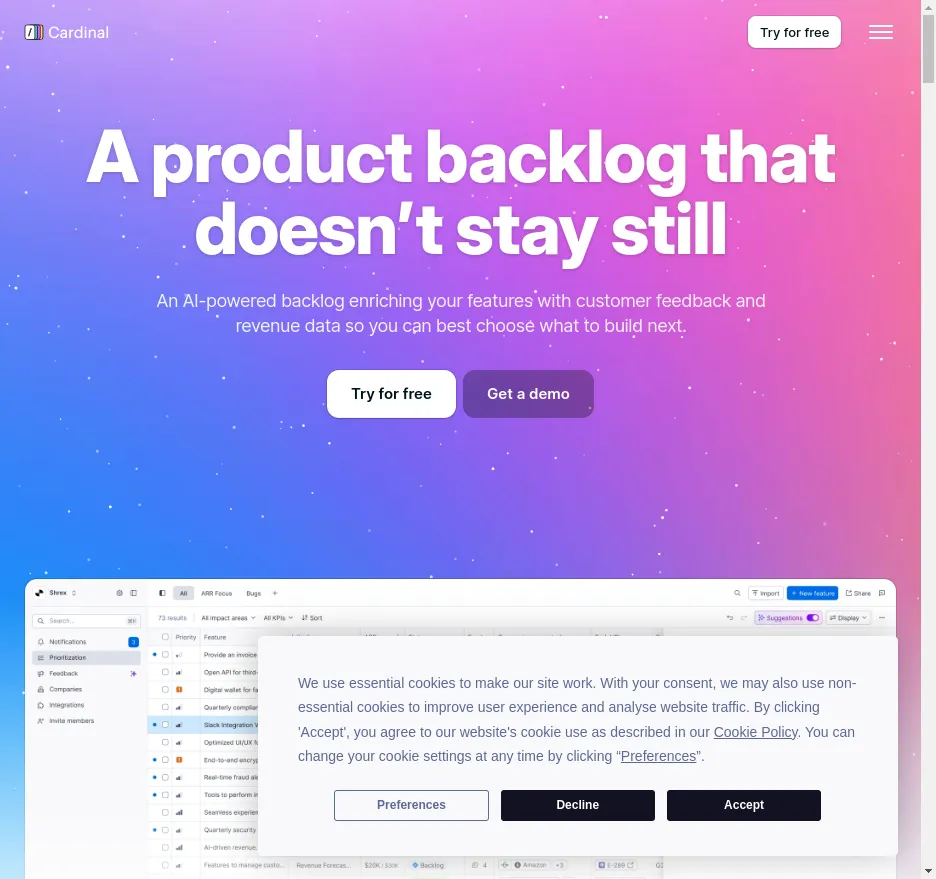 Cardinal
Try for free
A product backlog that
doesn't stay still
An AI-powered backlog enriching your features with customer feedback and
revenue data so you can best choose what to build next.
Try for free
Get a demo
Shrex
All
ARR Focus
Bugs
+
Import
+ New feature
Share
Search...
⌘K
73 results
All impact areas
All KPIs
Sort
Suggestions
Display
Notifications
3
Prioritization
Feedback
Companies
Integrations
Invite members
Priority
Feature
Provide an invoice
Open API for third-
Digital wallet for fa
Quarterly complian
Slack Integration V
Optimized UI/UX fo
End-to-end encryp
Real-time fraud ale
Tools to perform in
Seamless experien
Quarterly security
AI-driven revenue
Features to manage custo...
Revenue Forecas...
$20K / $30K
Backlog
4
Amazon
+3
E-269
We use essential cookies to make our site work. With your consent, we may also use non-
essential cookies to improve user experience and analyse website traffic. By clicking
'Accept', you agree to our website's cookie use as described in our Cookie Policy. You can
change your cookie settings at any time by clicking “Preferences”.
Preferences
Decline
Accept